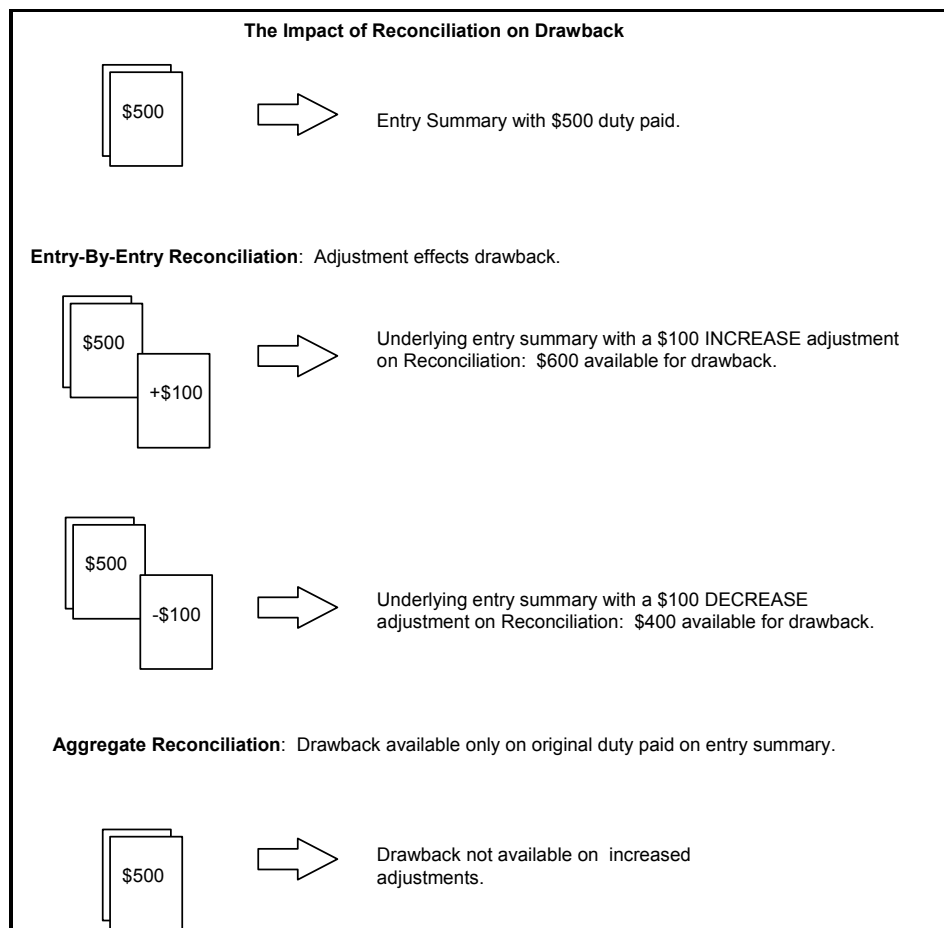 The Impact of Reconciliation on Drawback
$500
Entry Summary with $500 duty paid.
Entry-By-Entry Reconciliation: Adjustment effects drawback.
$500
+$100
Underlying entry summary with a $100 INCREASE adjustment
on Reconciliation: $600 available for drawback.
$500
-$100
Underlying entry summary with a $100 DECREASE
adjustment on Reconciliation: $400 available for drawback.
Aggregate Reconciliation: Drawback available only on original duty paid on entry summary.
$500
Drawback not available on increased
adjustments.